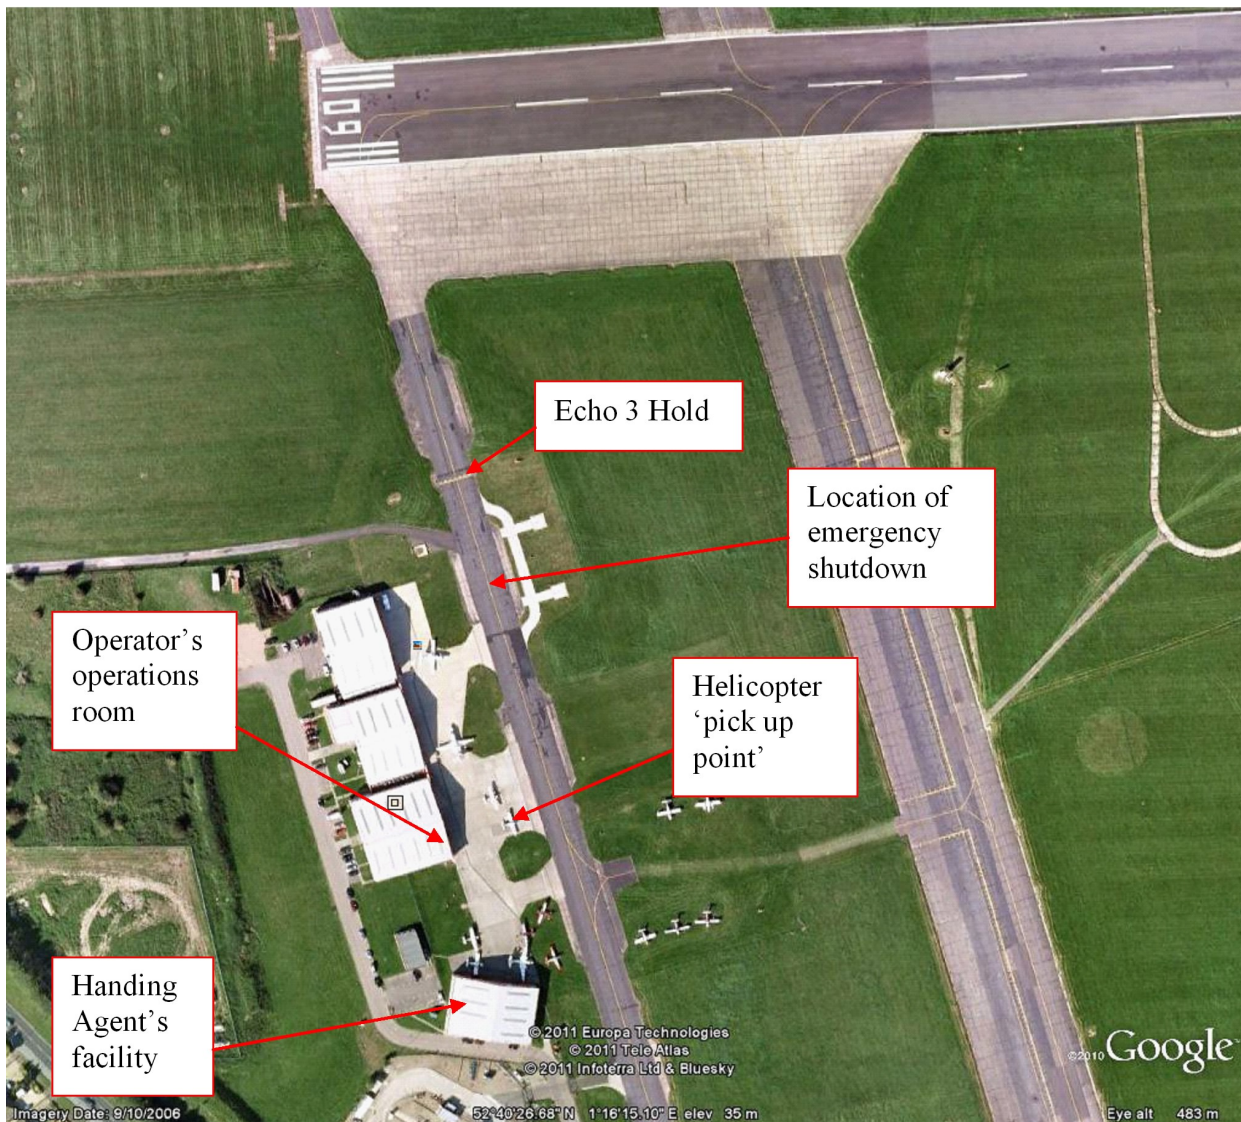 09
Echo 3 Hold
Location of
emergency
shutdown
Operator’s
operations
room
Helicopter
‘pick up
point’
Handing
Agent’s
facility
© 2011 Europa Technologies
© 2011 Tele Atlas
© 2011 Infoterra Ltd & Bluesky
©2010 Google
Imagery Date: 9/10/2006
52°40'26.68" N 1°16'15.10" E elev 35 m
Eye alt 483 m